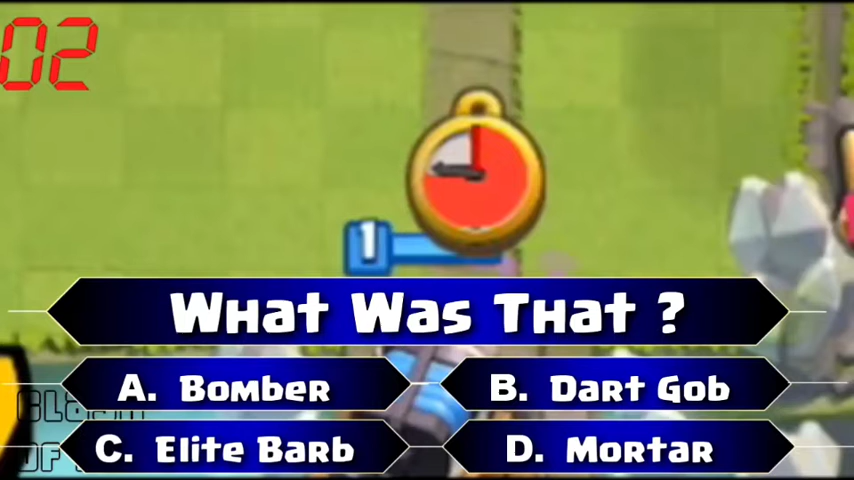 02
1
What Was That ?
A. Bomber
B. Dart Gob
C. Elite Barb
D. Mortar